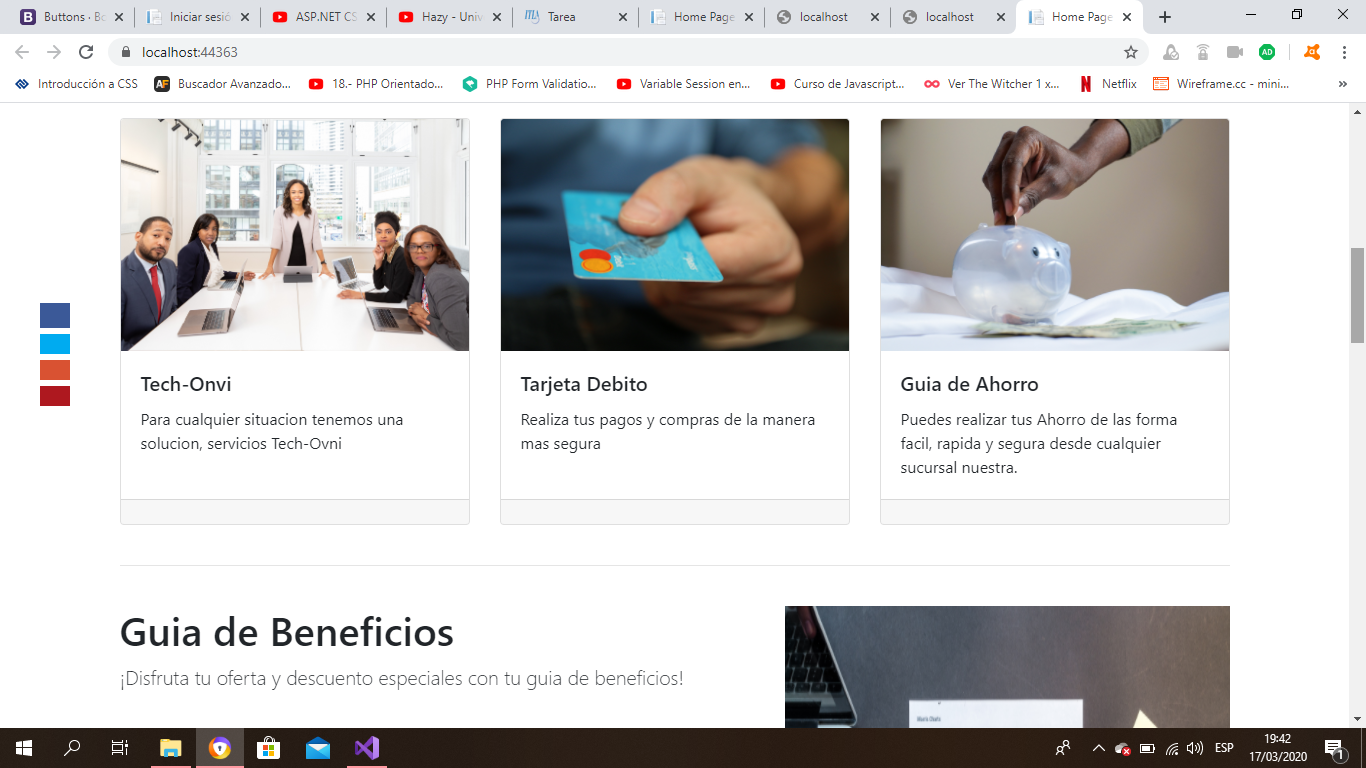 Buttons · Bo
Iniciar sesió
ASP.NET CS
Hazy - Univ
Tarea
Home Page
localhost
localhost
Home Page
localhost:44363
AD
Introducción a CSS
AF
Buscador Avanzado...
18.- PHP Orientado...
PHP Form Validatio...
Variable Session en...
Curso de Javascript...
Ver The Witcher 1 x...
Netflix
Wireframe.cc - mini...
»
Tech-Onvi
Para cualquier situacion tenemos una
solucion, servicios Tech-Ovni
Tarjeta Debito
Realiza tus pagos y compras de la manera
mas segura
Guia de Ahorro
Puedes realizar tus Ahorro de las forma
facil, rapida y segura desde cualquier
sucursal nuestra.
Guia de Beneficios
¡Disfruta tu oferta y descuento especiales con tu guia de beneficios!
ESP
19:42
17/03/2020
1